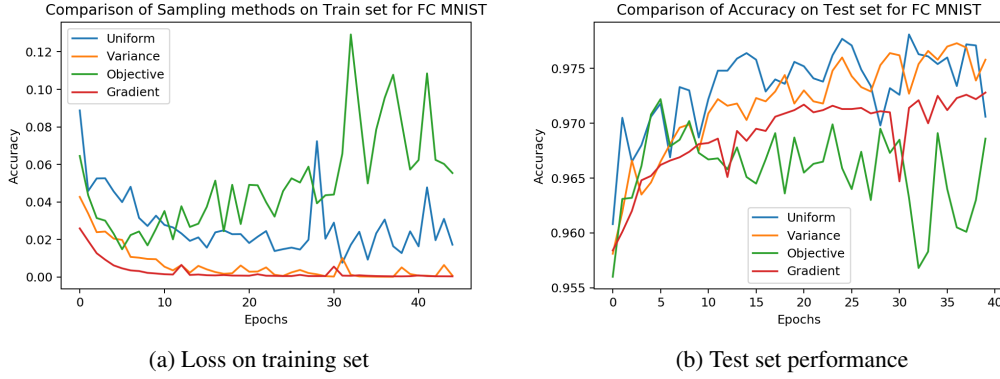 Comparison of Sampling methods on Train set for FC MNIST
Accuracy
0.12
0.10
0.08
0.06
0.04
0.02
0.00
Uniform
Variance
Objective
Gradient
0 10 20 30 40
Epochs
(a) Loss on training set
Comparison of Accuracy on Test set for FC MNIST
Accuracy
0.975
0.970
0.965
0.960
0.955
Uniform
Variance
Objective
Gradient
0 5 10 15 20 25 30 35 40
Epochs
(b) Test set performance